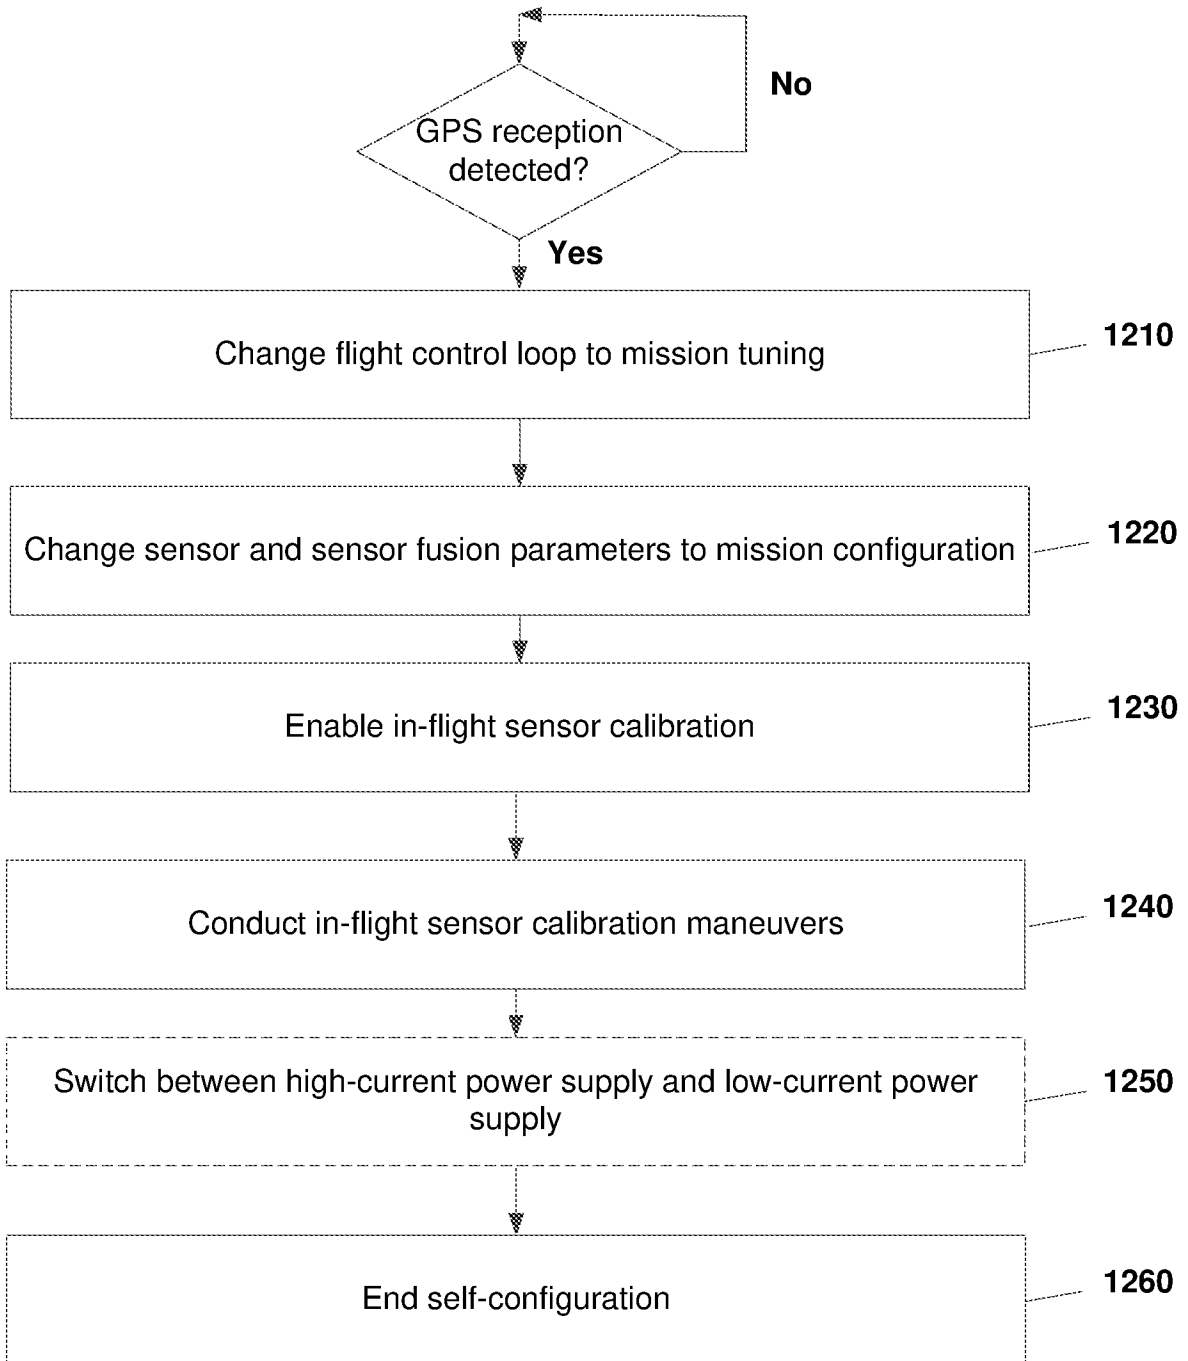 No
GPS reception
detected?
Yes
Change flight control loop to mission tuning
1210
Change sensor and sensor fusion parameters to mission configuration
1220
Enable in-flight sensor calibration
1230
Conduct in-flight sensor calibration maneuvers
1240
Switch between high-current power supply and low-current power
supply
1250
End self-configuration
1260